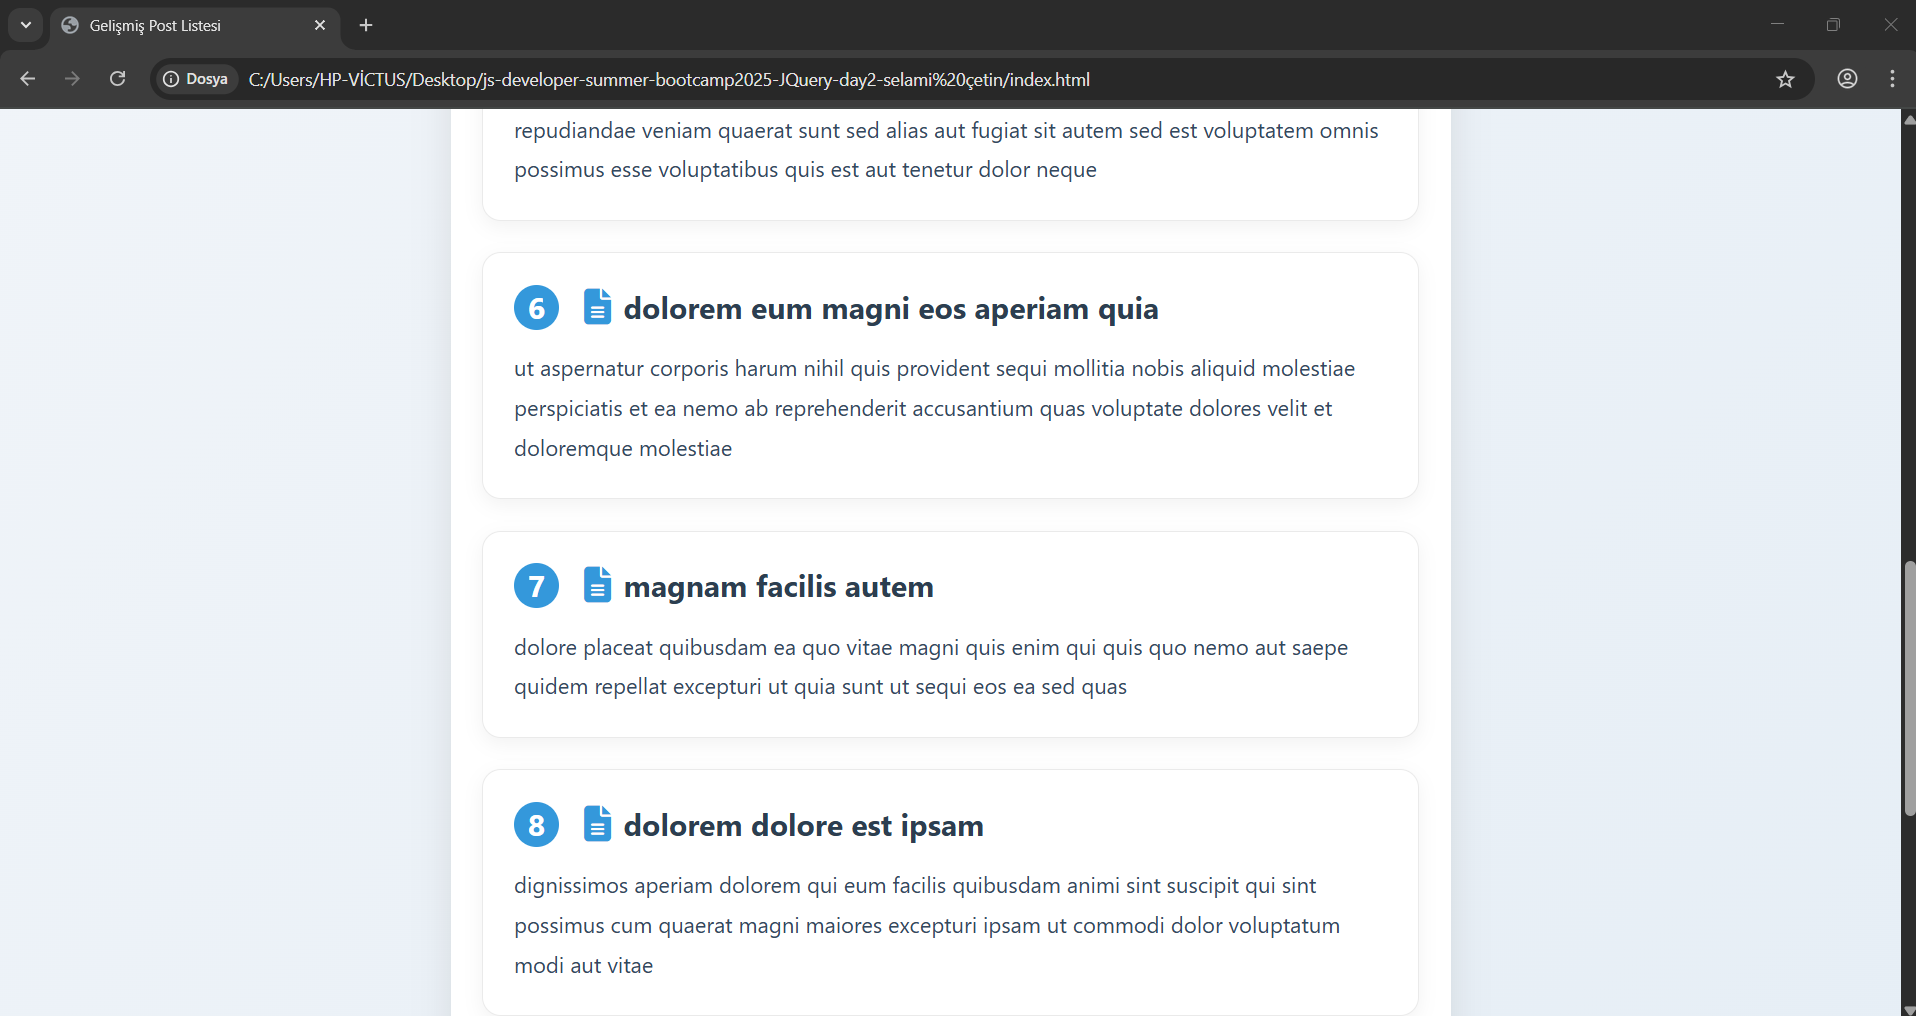 Gelişmiş Post Listesi
Dosya
C:/Users/HP-VİCTUS/Desktop/js-developer-summer-bootcamp2025-JQuery-day2-selami%20çetin/index.html
repudiandae veniam quaerat sunt sed alias aut fugiat sit autem sed est voluptatem omnis
possimus esse voluptatibus quis est aut tenetur dolor neque
6 dolorem eum magni eos aperiam quia
ut aspernatur corporis harum nihil quis provident sequi mollitia nobis aliquid molestiae
perspiciatis et ea nemo ab reprehenderit accusantium quas voluptate dolores velit et
doloremque molestiae
7 magnam facilis autem
dolore placeat quibusdam ea quo vitae magni quis enim qui quis quo nemo aut saepe
quidem repellat excepturi ut quia sunt ut sequi eos ea sed quas
8 dolorem dolore est ipsam
dignissimos aperiam dolorem qui eum facilis quibusdam animi sint suscipit qui sint
possimus cum quaerat magni maiores excepturi ipsam ut commodi dolor voluptatum
modi aut vitae